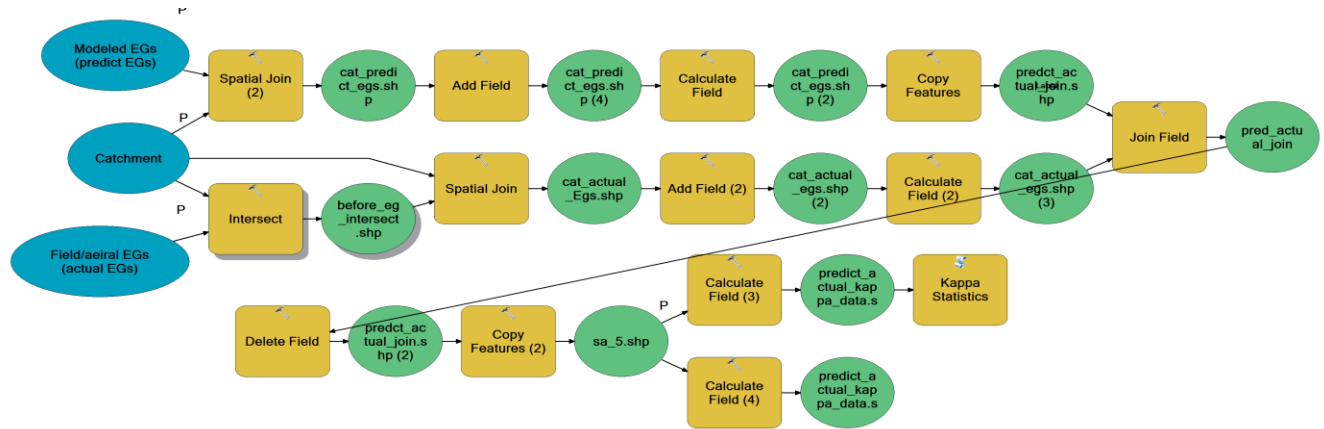 P
Modeled EGs
(predict EGs)
Spatial Join
(2)
cat_predi
ct_egs.sh
p
Add Field
cat_predi
ct_egs.sh
p (4)
Calculate
Field
cat_predi
ct_egs.sh
p (2)
Copy
Features
predct_ac
tual_join.s
hp
Join Field
pred_actu
al_join
P
Catchment
Spatial Join
cat_actual
_Egs.shp
Add Field (2)
cat_actual
_egs.shp
(2)
Calculate
Field (2)
cat_actual
_egs.shp
(3)
P
Intersect
before_eg
_intersect
.shp
Field/aeiral EGs
(actual EGs)
Delete Field
predct_ac
tual_join.s
hp (2)
Copy
Features (2)
sa_5.shp
P
Calculate
Field (3)
predict_a
ctual_kap
pa_data.s
Kappa
Statistics
Calculate
Field (4)
predict_a
ctual_kap
pa_data.s